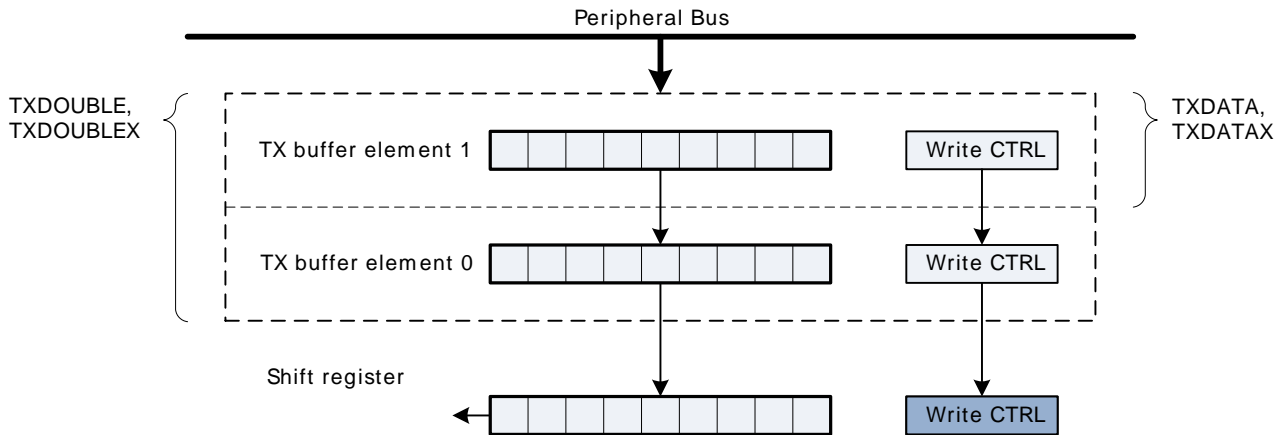 Peripheral Bus
TXDOUBLE,
TXDOUBLEX
TXDATA,
TXDATAX
TX buffer element 1
Write CTRL
TX buffer element 0
Write CTRL
Shift register
Write CTRL